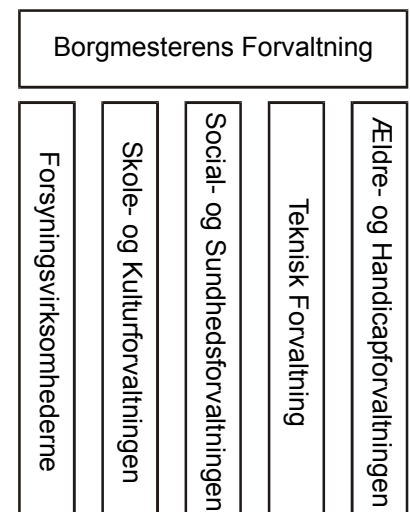 Borgmesterens Forvaltning
Forsyningsvirksomhederne
Skole- og Kulturforvaltningen
Social- og Sundhedsforvaltningen
Teknisk Forvaltning
Ældre- og Handicapforvaltningen